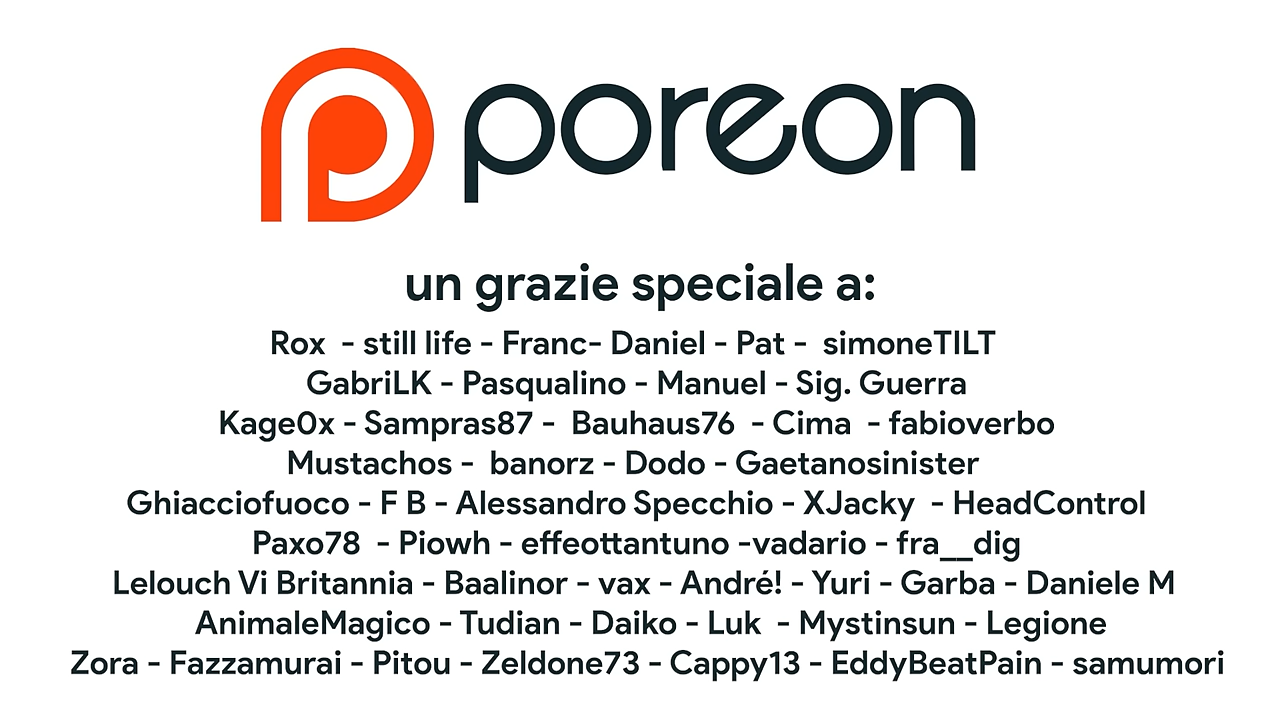 poreon
un grazie speciale a:
Rox - still life - Franc- Daniel - Pat - simoneTILT
GabriLK - Pasqualino - Manuel - Sig. Guerra
Kage0x - Sampras87 - Bauhaus76 - Cima - fabioverbo
Mustachos - banorz - Dodo - Gaetanosinister
Ghiacciofuoco - F B - Alessandro Specchio - XJacky - HeadControl
Paxo78 - Piowh - effeottantuno -vadario - fra__dig
Lelouch Vi Britannia - Baalinor - vax - André! - Yuri - Garba - Daniele M
AnimaleMagico - Tudian - Daiko - Luk - Mystinsun - Legione
Zora - Fazzamurai - Pitou - Zeldone73 - Cappy13 - EddyBeatPain - samumori